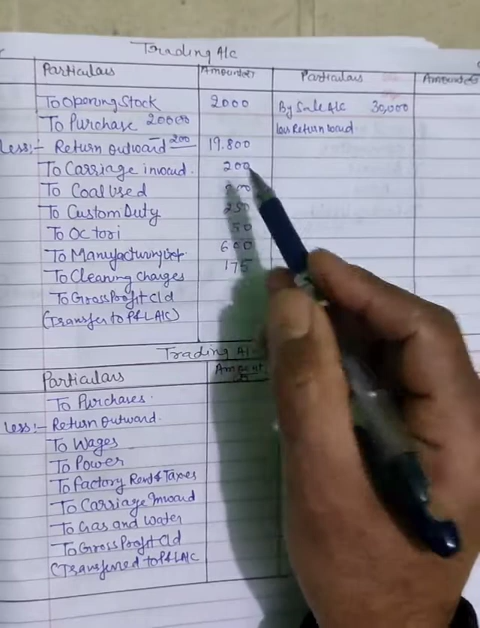 Trading A/c
Particulars Amount₹ Particulars Amount₹
To Opening Stock 2000 By Sale A/c 30,000
To Purchase 20000 less Return Inward
Less:- Return Outward - 200 19.800
To Carriage inward. 200
To Coal Used
To Custom Duty 250
To Octori 50
To Manufacturing 600
To Cleaning Charges 175
To Gross Profit C/d
(Transfer to P&L A/C)
Trading A/
Particulars Amount
To Purchases.
Less:- Return Outward.
To Wages
To Power
To Factory Rent & Taxes
To Carriage Inward
To Gas and Water
To Gross Profit C/d
(Transferred to P&L A/C